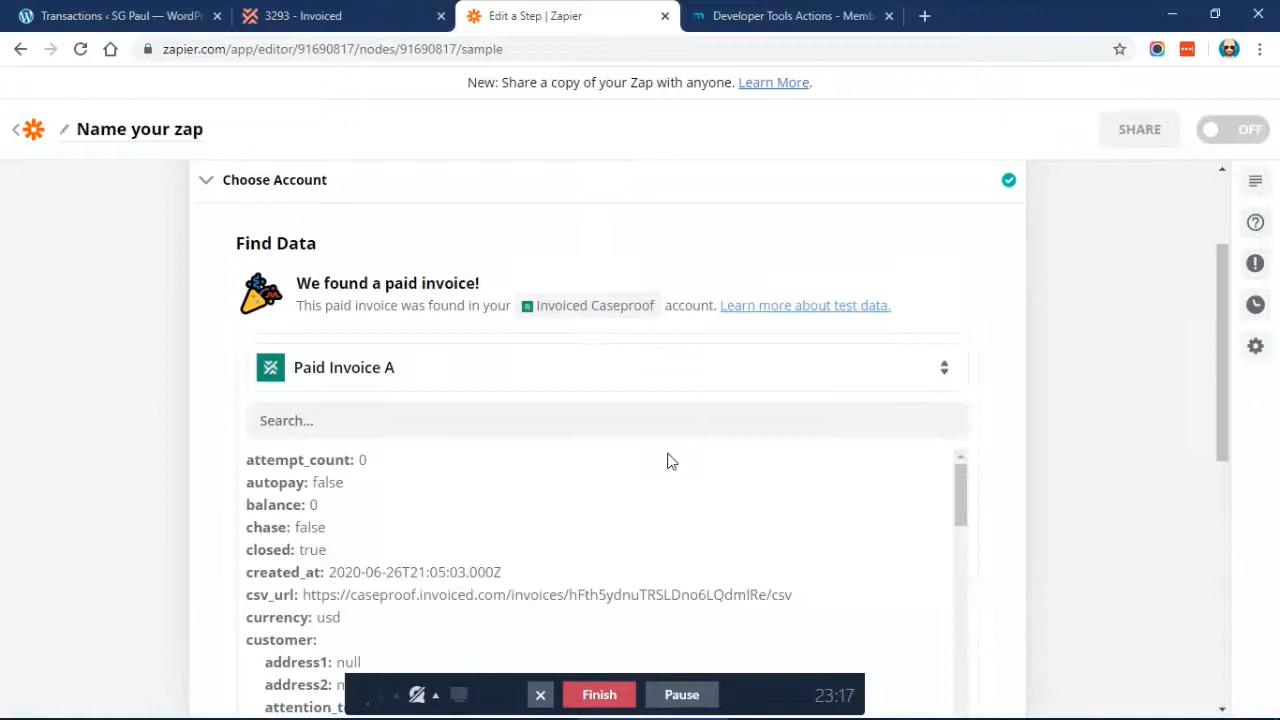 Transactions ‹ SG Paul — WordPr
3293 - Invoiced
Edit a Step | Zapier
Developer Tools Actions - Memb
zapier.com/app/editor/91690817/nodes/91690817/sample
New: Share a copy of your Zap with anyone. Learn More.
Name your zap
SHARE
OFF
Choose Account
Find Data
We found a paid invoice!
This paid invoice was found in your Invoiced Caseproof account. Learn more about test data.
Paid Invoice A
Search...
attempt_count: 0
autopay: false
balance: 0
chase: false
closed: true
created_at: 2020-06-26T21:05:03.000Z
csv_url: https://caseproof.invoiced.com/invoices/hFth5ydnuTRSLDno6LQdmlRe/csv
currency: usd
customer:
address1: null
address2: n
attention_t
Finish
Pause
23:17